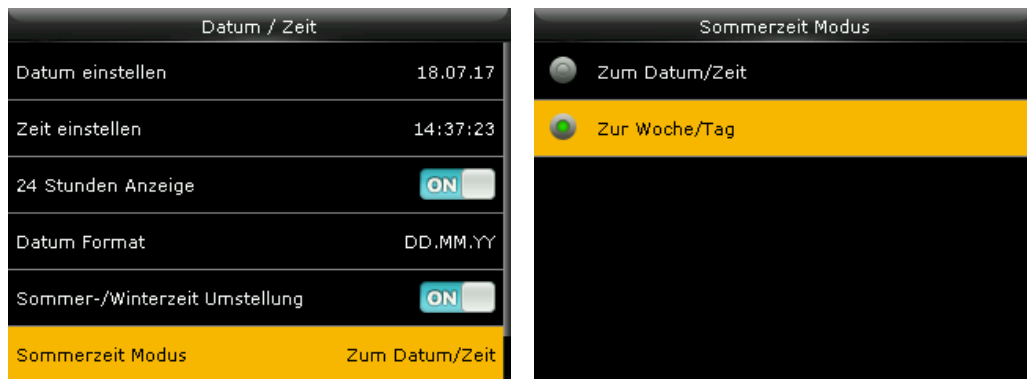 Datum / Zeit
Datum einstellen 18.07.17
Zeit einstellen 14:37:23
24 Stunden Anzeige ON
Datum Format DD.MM.YY
Sommer-/Winterzeit Umstellung ON
Sommerzeit Modus Zum Datum/Zeit
Sommerzeit Modus
Zum Datum/Zeit
Zur Woche/Tag